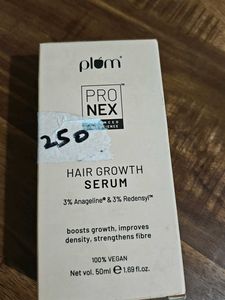 plum
PRO
NEX
250
HAIR GROWTH
SERUM
3% Anageline® & 3% Redensyl™
boosts growth, improves
density, strengthens fibre
100% VEGAN
Net vol. 50ml ℮ 1.69 fl.oz.